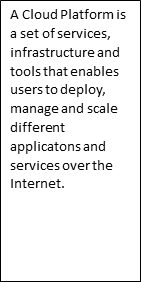 A Cloud Platform is
a set of services,
infrastructure and
tools that enables
users to deploy,
manage and scale
different
applicatons and
services over the
Internet.